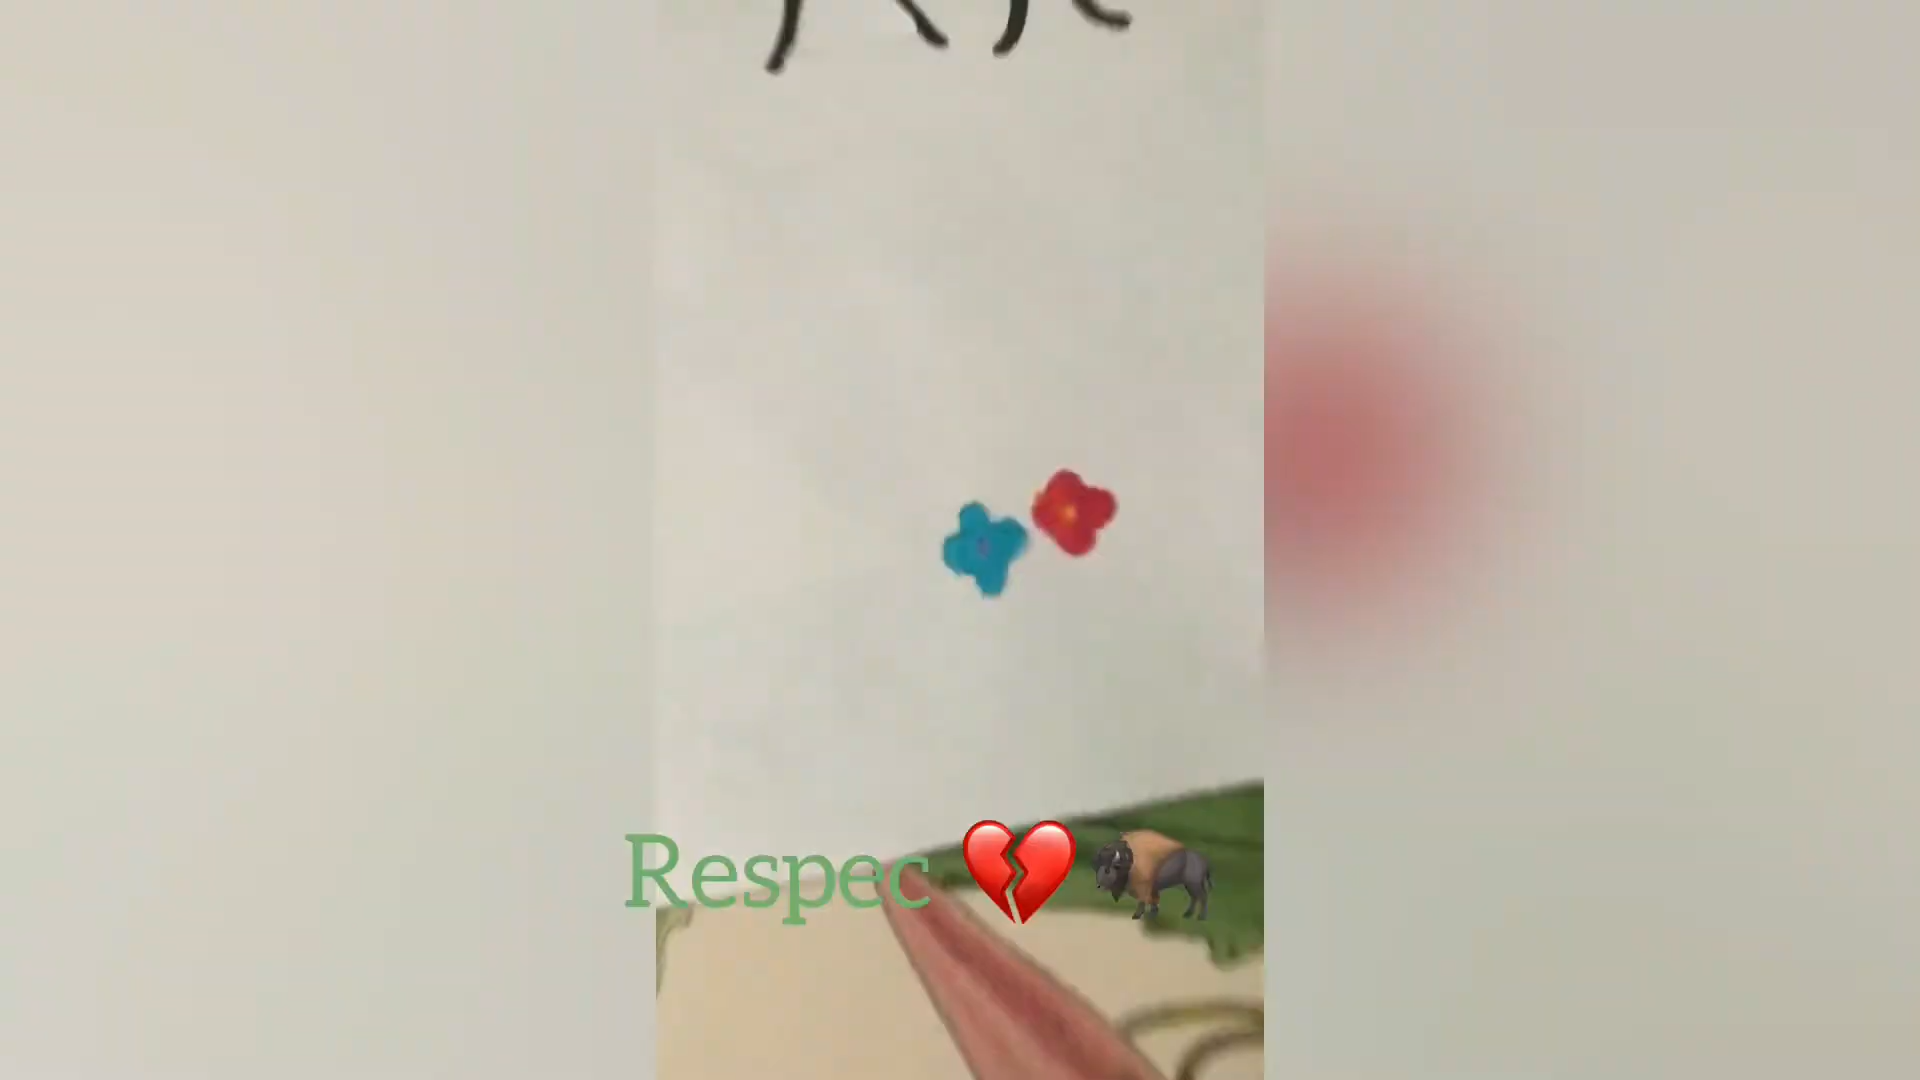 Respec 💔 🦬